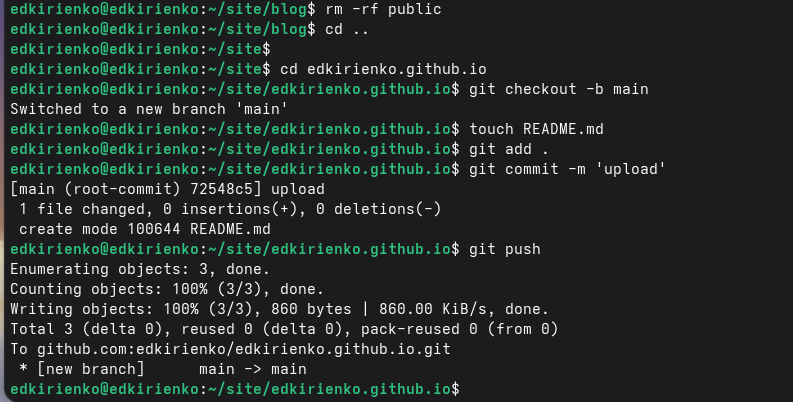 edkirienko@edkirienko:~/site/blog$ rm -rf public
edkirienko@edkirienko:~/site/blog$ cd ..
edkirienko@edkirienko:~/site$
edkirienko@edkirienko:~/site$ cd edkirienko.github.io
edkirienko@edkirienko:~/site/edkirienko.github.io$ git checkout -b main
Switched to a new branch 'main'
edkirienko@edkirienko:~/site/edkirienko.github.io$ touch README.md
edkirienko@edkirienko:~/site/edkirienko.github.io$ git add .
edkirienko@edkirienko:~/site/edkirienko.github.io$ git commit -m 'upload'
[main (root-commit) 72548c5] upload
 1 file changed, 0 insertions(+), 0 deletions(-)
 create mode 100644 README.md
edkirienko@edkirienko:~/site/edkirienko.github.io$ git push
Enumerating objects: 3, done.
Counting objects: 100% (3/3), done.
Writing objects: 100% (3/3), 860 bytes | 860.00 KiB/s, done.
Total 3 (delta 0), reused 0 (delta 0), pack-reused 0 (from 0)
To github.com:edkirienko/edkirienko.github.io.git
 * [new branch]      main -> main
edkirienko@edkirienko:~/site/edkirienko.github.io$